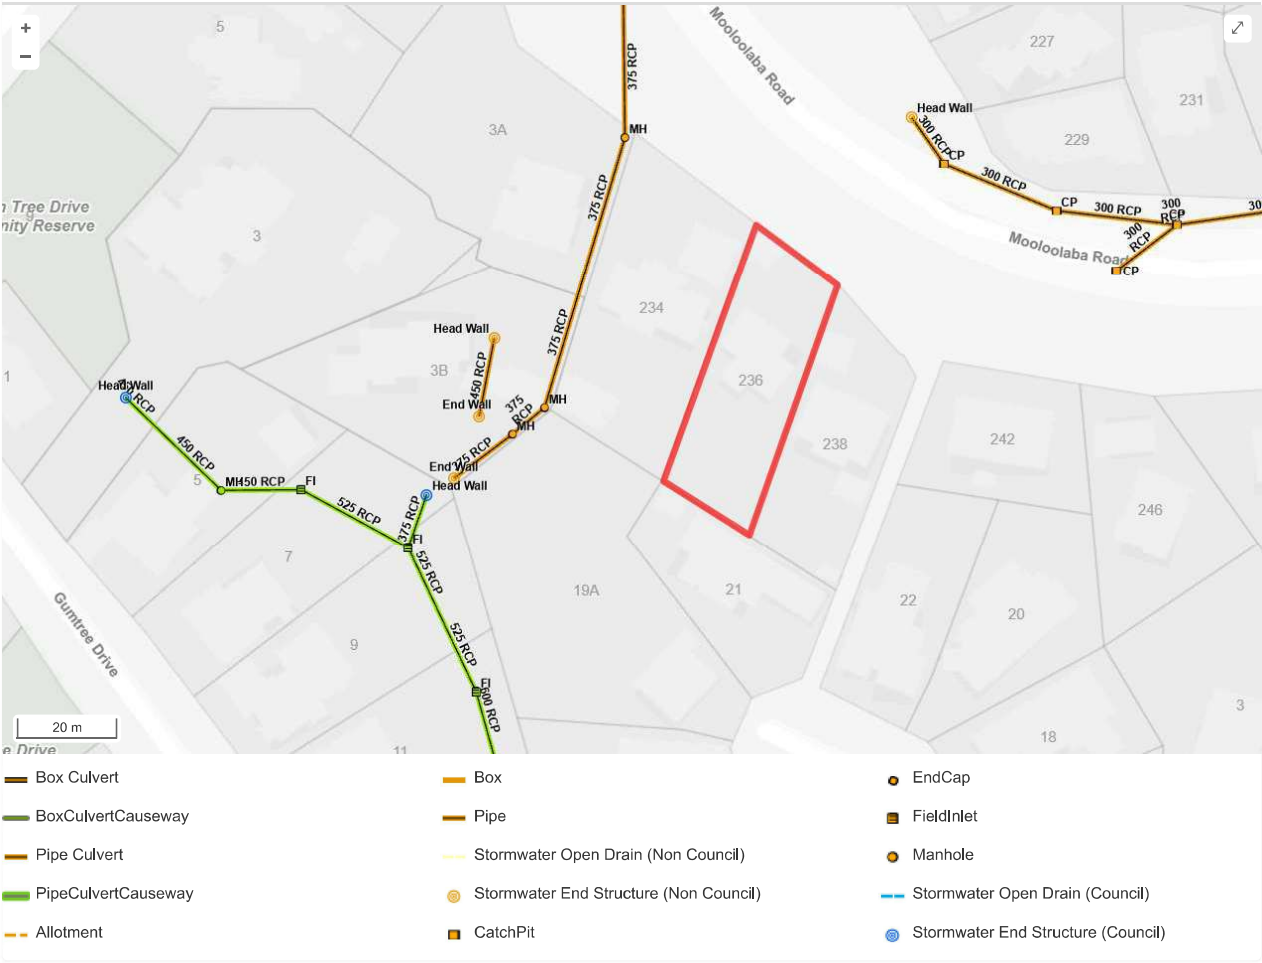 +
−
5
227
231
229
Mooloolaba Road
375 RCP
Head Wall
300 RCP
CP
MH
3A
300 RCP
CP
300 RCP
300
RCP
30
300
RCP
CP
Mooloolaba Road
375 RCP
Tree Drive
nity Reserve
9
3
234
Head Wall
375 RCP
3B
450 RCP
236
1
Head Wall
RCP
End Wall
375
RCP
MH
MH
238
242
450 RCP
End Wall
375 RCP
Head Wall
5
MH
450 RCP
FI
246
525 RCP
375 RCP
FI
7
525 RCP
19A
21
22
20
Gumtree Drive
9
525 RCP
FI
600 RCP
3
20 m
18
e Drive
11
Box Culvert
Box
EndCap
BoxCulvertCauseway
Pipe
FieldInlet
Pipe Culvert
Stormwater Open Drain (Non Council)
Manhole
PipeCulvertCauseway
Stormwater End Structure (Non Council)
Stormwater Open Drain (Council)
Allotment
CatchPit
Stormwater End Structure (Council)